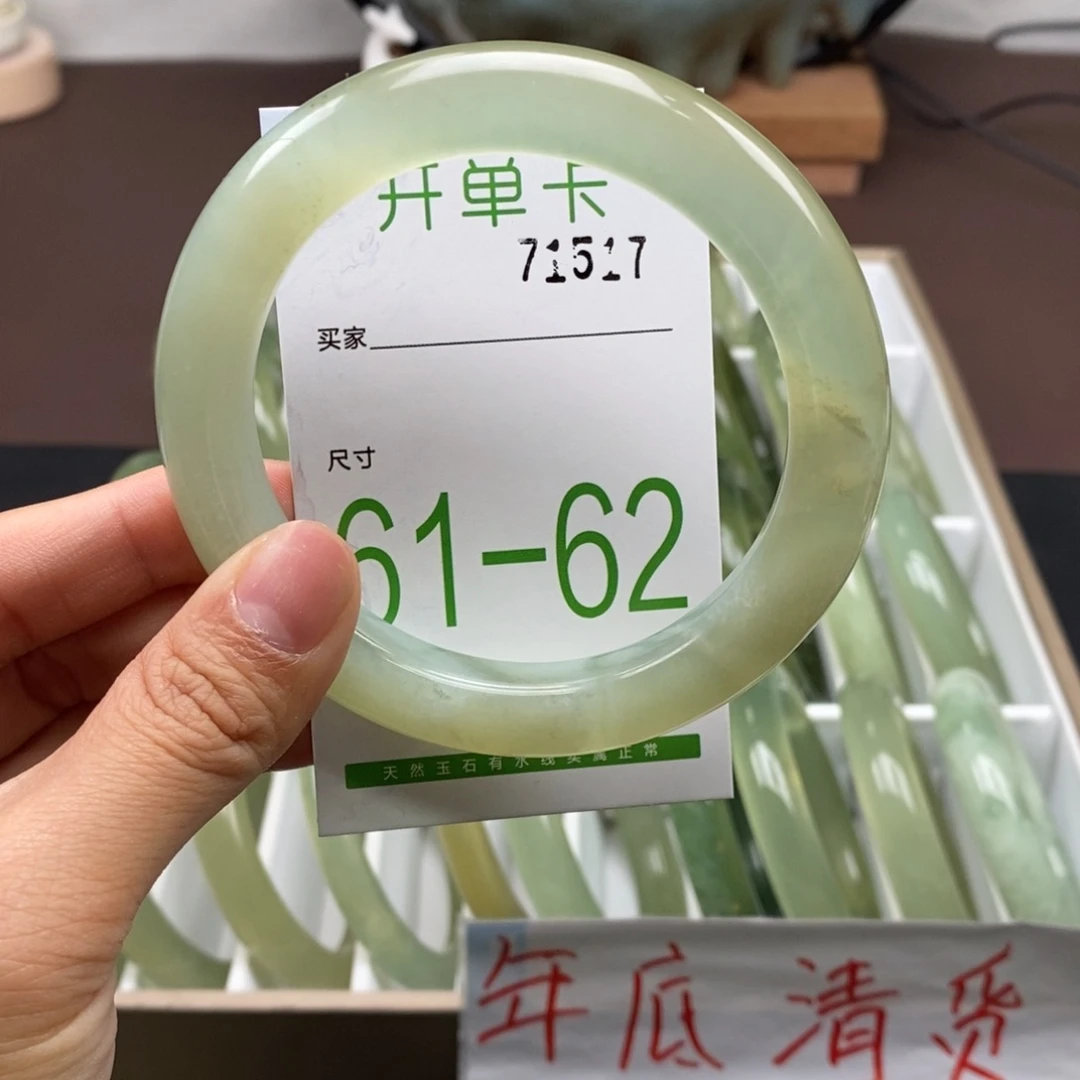 开单卡
71517
买家
尺寸
61-62
天然玉石有水线实属正常
年底清货